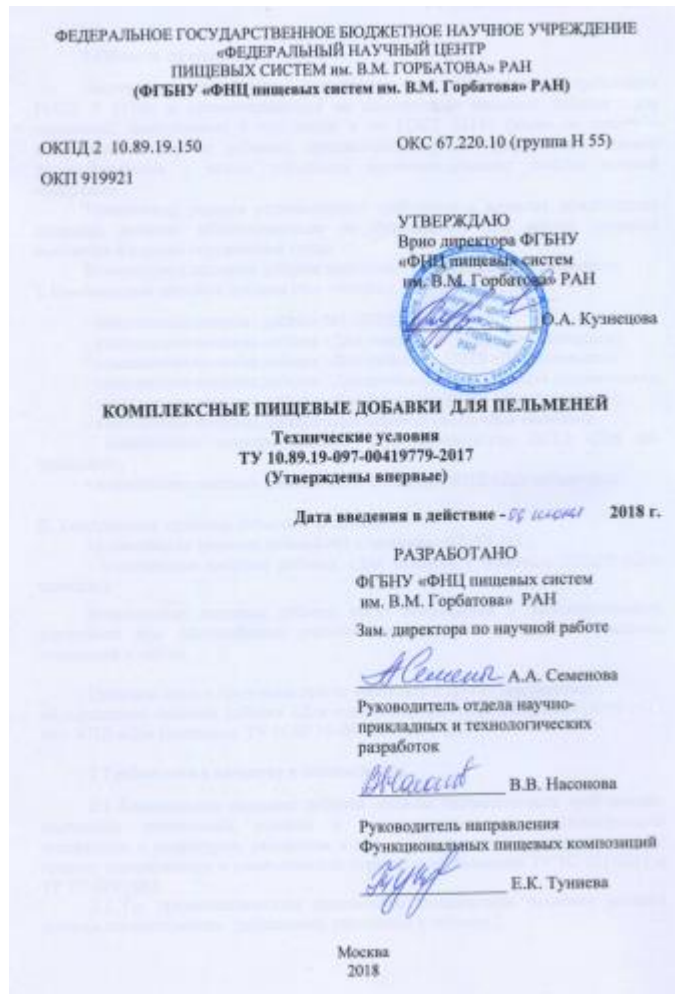 ФЕДЕРАЛЬНОЕ ГОСУДАРСТВЕННОЕ БЮДЖЕТНОЕ НАУЧНОЕ УЧРЕЖДЕНИЕ
«ФЕДЕРАЛЬНЫЙ НАУЧНЫЙ ЦЕНТР
ПИЩЕВЫХ СИСТЕМ им. В.М. ГОРБАТОВА» РАН
(ФГБНУ «ФНЦ пищевых систем им. В.М. Горбатова» РАН)
ОКПД 2 10.89.19.150
ОКС 67.220.10 (группа Н 55)
ОКП 919921
УТВЕРЖДАЮ
Врио директора ФГБНУ
«ФНЦ пищевых систем
им. В.М. Горбатова» РАН
О.А. Кузнецова
КОМПЛЕКСНЫЕ ПИЩЕВЫЕ ДОБАВКИ ДЛЯ ПЕЛЬМЕНЕЙ
Технические условия
ТУ 10.89.19-097-00419779-2017
(Утверждены впервые)
Дата введения в действие - июня 2018 г.
РАЗРАБОТАНО
ФГБНУ «ФНЦ пищевых систем
им. В.М. Горбатова» РАН
Зам. директора по научной работе
А.А. Семенова
Руководитель отдела научно-
прикладных и технологических
разработок
В.В. Насонова
Руководитель направления
Функциональных пищевых композиций
Е.К. Туниева
Москва
2018